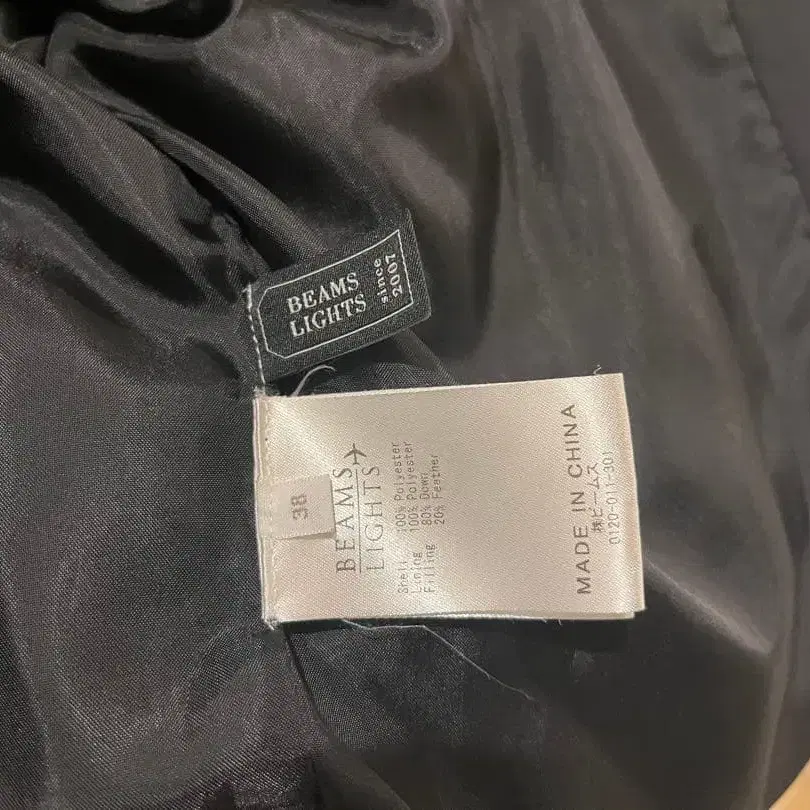 BEAMS
LIGHTS
since
2007
38
BEAMS
LIGHTS
Shell 100% Polyester
Lining 100% Polyester
Filling 80% Down
20% Feather
MADE IN CHINA
㈱ビームス
0120-011-301